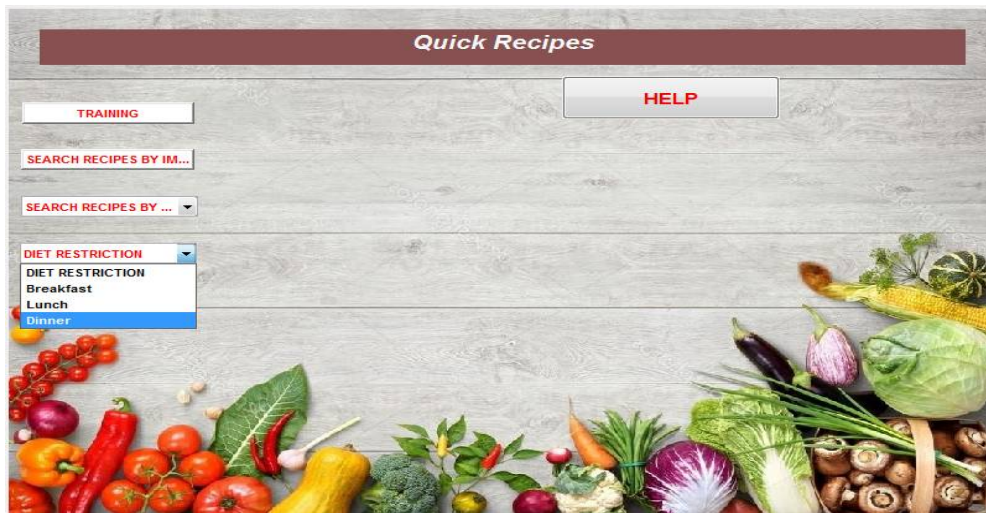 Quick Recipes
HELP
TRAINING
SEARCH RECIPES BY IM...
SEARCH RECIPES BY ...
DIET RESTRICTION
DIET RESTRICTION
Breakfast
Lunch
Dinner